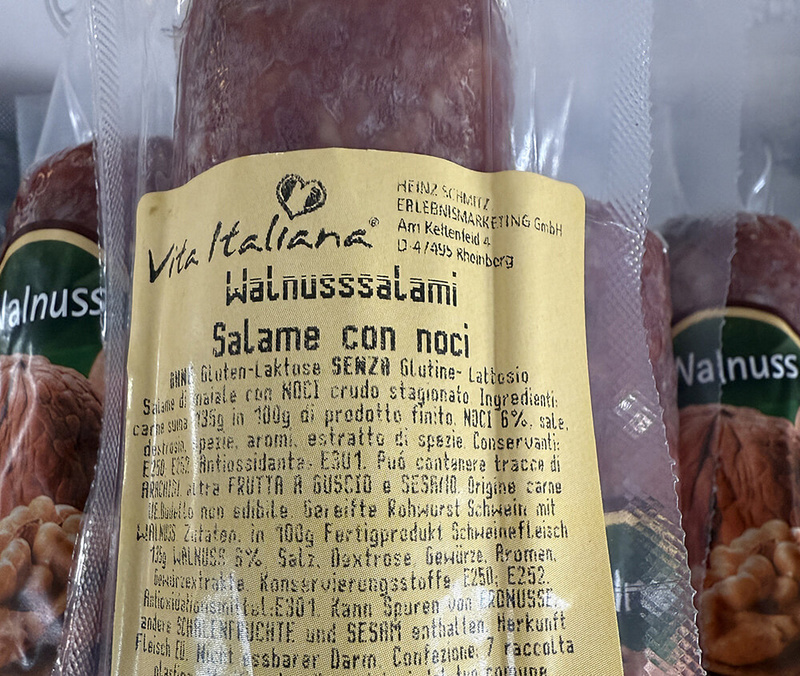 Vita Italiana®
HEINZ SCHMITZ
ERLEBNISMARKETING GmbH
Am Keltenfeld 4
D-47495 Rheinberg
Walnusssalami
Salame con noci
OHNE Gluten-Laktose SENZA Glutine- Lattosio
Salame di maiale con NOCI crudo stagionato Ingredienti:
carne suina 135g in 100g di prodotto finito, NOCI 6%, sale,
destrosio, spezie, aromi, estratto di spezie. Conservanti:
E250, E252. Antiossidante: E301. Può contenere tracce di
ARACHIDI altra FRUTTA A GUSCIO e SESAMO. Origine carne
UE. Budello non edibile. Gereifte Rohwurst Schwein mit
WALNUSS. Zutaten: in 100g Fertigprodukt Schweinefleisch
135g WALNUSS 6%, Salz, Dextrose, Gewürze, Aromen,
Gewürzextrakte. Konservierungsstoffe: E250; E252.
Antioxidationsmittel:E301. Kann Spuren von ERDNÜSSE,
andere SCHALENFRÜCHTE und SESAM enthalten. Herkunft
Fleisch EU. Nicht essbarer Darm. Confezione: 7 raccolta
Walnuss
Walnuss